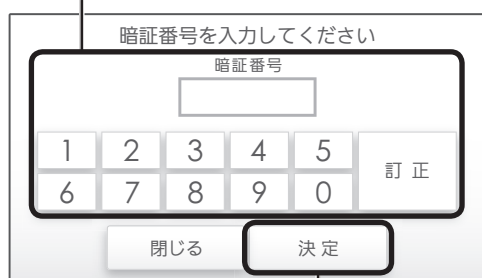 暗証番号を入力してください
暗証番号
1 2 3 4 5 訂正
6 7 8 9 0
閉じる 決定